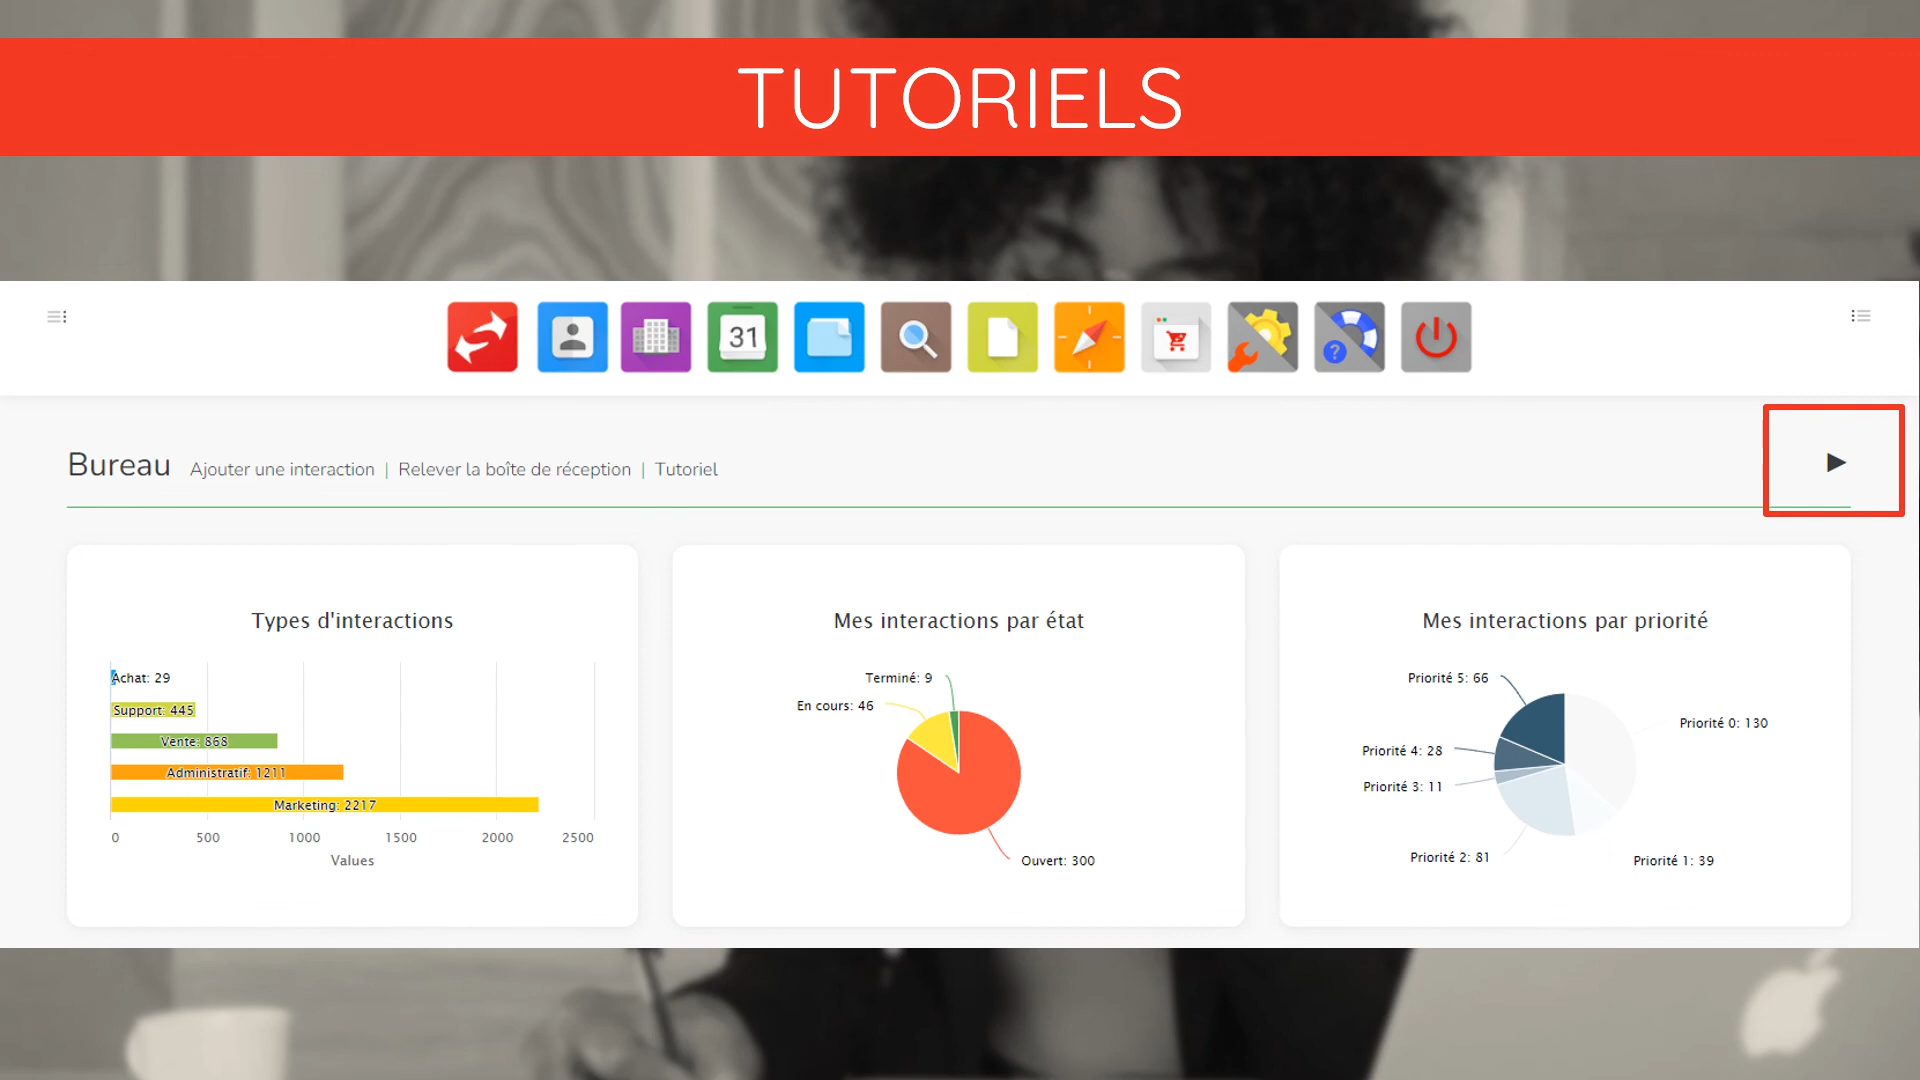 TUTORIELS
31
?
Bureau Ajouter une interaction | Relever la boîte de réception | Tutoriel
Types d'interactions
Achat: 29
Support: 445
Vente: 868
Administratif: 1211
Marketing: 2217
0 500 1000 1500 2000 2500
Values
Mes interactions par état
Terminé: 9
En cours: 46
Ouvert: 300
Mes interactions par priorité
Priorité 5: 66
Priorité 0: 130
Priorité 4: 28
Priorité 3: 11
Priorité 2: 81
Priorité 1: 39